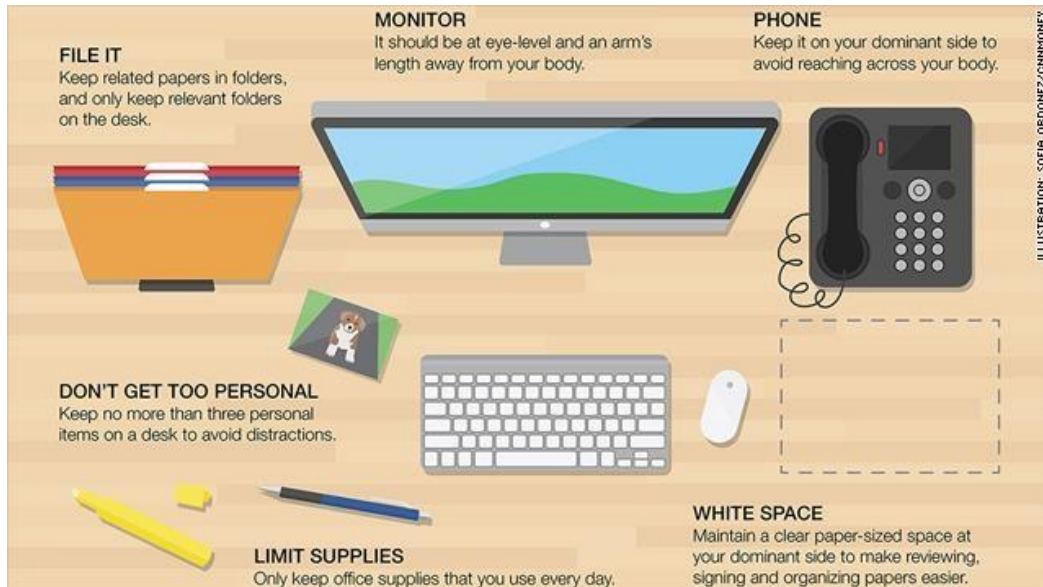 FILE IT
Keep related papers in folders,
and only keep relevant folders
on the desk.
MONITOR
It should be at eye-level and an arm's
length away from your body.
PHONE
Keep it on your dominant side to
avoid reaching across your body.
ILLUSTRATION: SOFIA ORDONEZ/CNNMONEY
DON'T GET TOO PERSONAL
Keep no more than three personal
items on a desk to avoid distractions.
LIMIT SUPPLIES
Only keep office supplies that you use every day.
WHITE SPACE
Maintain a clear paper-sized space at
your dominant side to make reviewing,
signing and organizing papers easier.